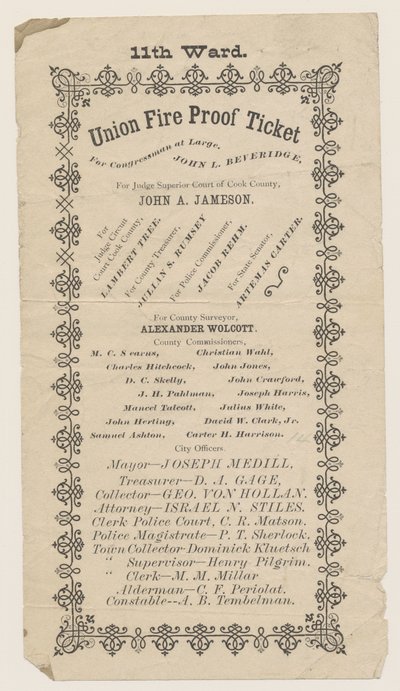 11th Ward.
Union Fire Proof Ticket
For Congressman at Large,
JOHN L. BEVERIDGE,
For Judge Superior Court of Cook County,
JOHN A. JAMESON.
For
Judge Circuit
Court Cook County,
LAMBERT TREE.
For County Treasurer,
JULIAN S. RUMSEY
For Police Commissioner,
JACOB REHM.
For State Senator,
ARTEMAS CARTER.
For County Surveyor,
ALEXANDER WOLCOTT.
County Commissioners,
M. C. S earns, Christian Wahl,
Charles Hitchcock, John Jones,
D. C. Skelly, John Crawford,
J. H. Pahlman, Joseph Harris,
Mancel Talcott, Julius White,
John Herting, David W. Clark, Jr.
Samuel Ashton, Carter H. Harrison.
City Officers.
Mayor—JOSEPH MEDILL,
Treasurer—D. A. GAGE,
Collector—GEO. VON HOLLAN.
Attorney—ISRAEL N. STILES.
Clerk Police Court, C. R. Matson.
Police Magistrate—P. T. Sherlock,
Town Collector Dominick Kluetsch
" Supervisor—Henry Pilgrim.
" Clerk—M. M. Millar
Alderman—C. F. Periolat.
Constable--A. B. Tembelman.